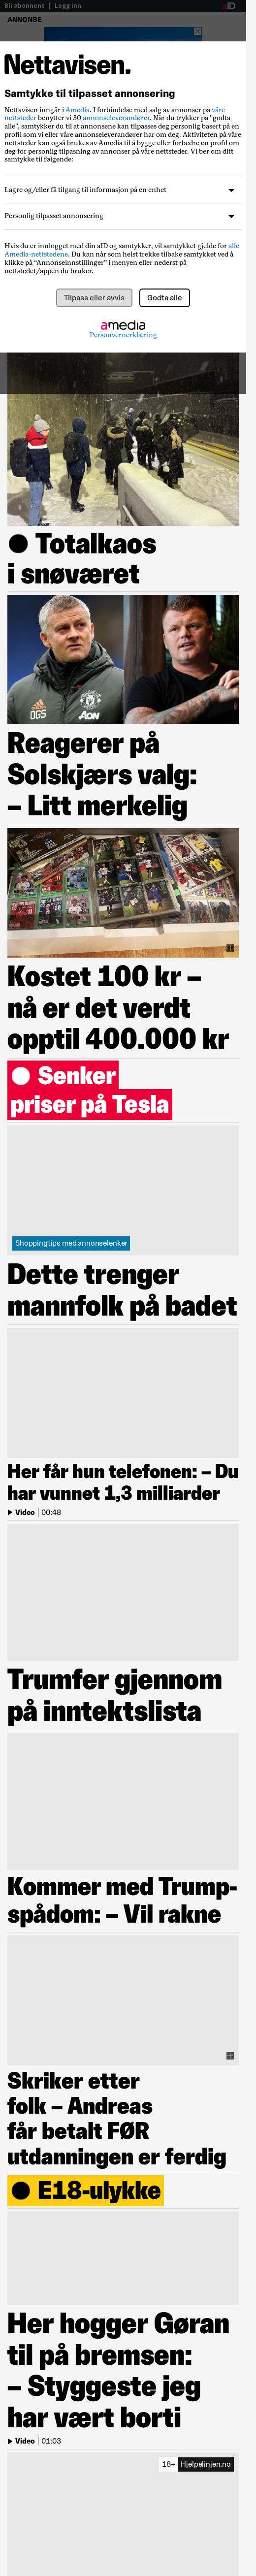 Bli abonnent | Logg inn
aID
ANNONSE
Nettavisen.
Samtykke til tilpasset annonsering
Nettavisen inngår i Amedia. I forbindelse med salg av annonser på våre
nettsteder benytter vi 30 annonseleverandører. Når du trykker på "godta
alle", samtykker du til at annonsene kan tilpasses deg personlig basert på en
profil som vi og/eller våre annonseleverandører har om deg. Aktiviteten på våre
nettsteder kan også brukes av Amedia til å bygge eller forbedre en profil om
deg for personlig tilpasning av annonser på våre nettsteder. Vi ber om ditt
samtykke til følgende:
Lagre og/eller få tilgang til informasjon på en enhet
Personlig tilpasset annonsering
Hvis du er innlogget med din aID og samtykker, vil samtykket gjelde for alle
Amedia-nettstedene. Du kan når som helst trekke tilbake samtykket ved å
klikke på “Annonseinnstillinger” i menyen eller nederst på
nettstedet/appen du bruker.
Tilpass eller avvis
Godta alle
amedia
Personvernerklæring
Totalkaos
i snøværet
OGS
AON
Reagerer på
Solskjærs valg:
– Litt merkelig
Kostet 100 kr –
nå er det verdt
opptil 400.000 kr
Senker
priser på Tesla
Shoppingtips med annonselenker
Dette trenger
mannfolk på badet
Her får hun telefonen: – Du
har vunnet 1,3 milliarder
Video | 00:48
Trumfer gjennom
på inntektslista
Kommer med Trump-
spådom: – Vil rakne
Skriker etter
folk – Andreas
får betalt FØR
utdanningen er ferdig
E18-ulykke
Her hogger Gøran
til på bremsen:
– Styggeste jeg
har vært borti
Video | 01:03
18+ Hjelpelinjen.no